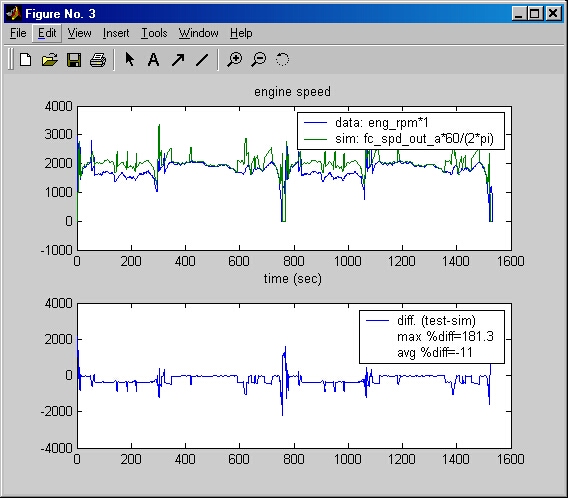 Figure No. 3
File Edit View Insert Tools Window Help
A
engine speed
4000
3000
2000
1000
0
-1000
data: eng_rpm*1
sim: fc_spd_out_a*60/(2*pi)
0 200 400 600 800 1000 1200 1400 1600
time (sec)
4000
2000
0
-2000
-4000
diff. (test-sim)
max %diff=181.3
avg %diff=-11
0 200 400 600 800 1000 1200 1400 1600